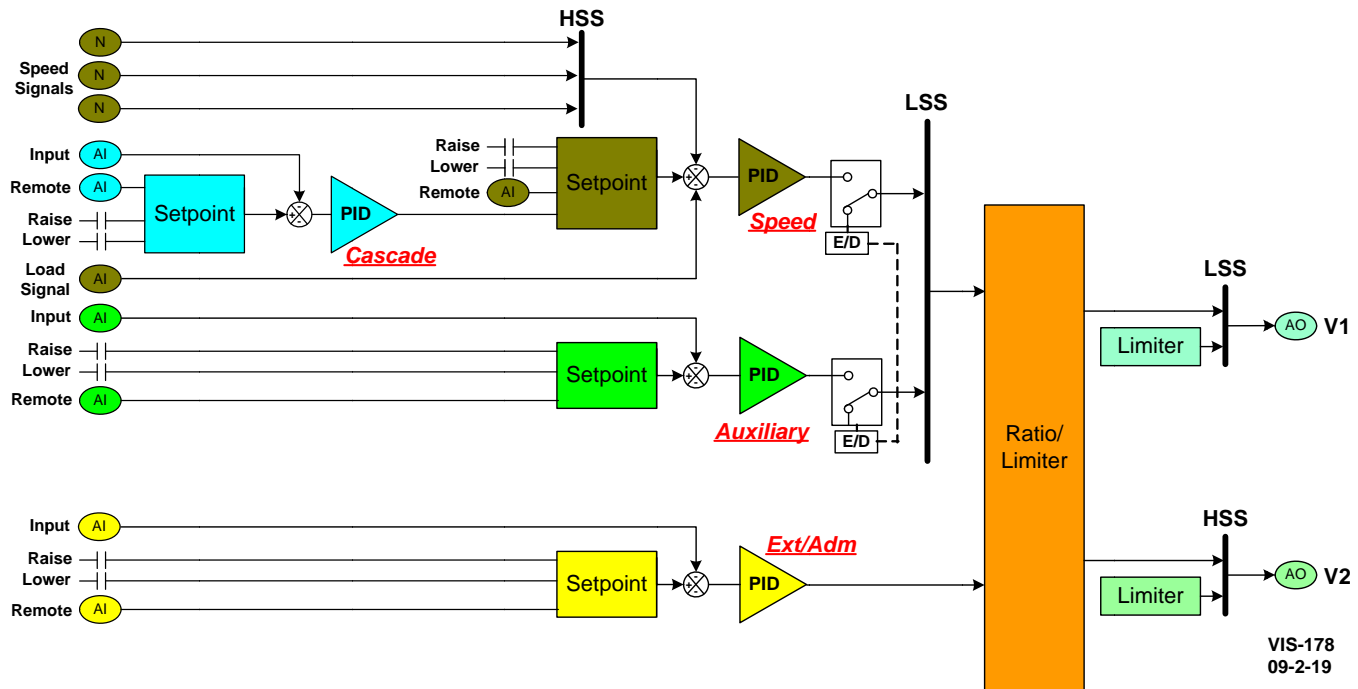 HSS
N
Speed
Signals
N
N
LSS
Input
AI
Raise
Lower
Remote
AI
Setpoint
PID
Speed
E/D
Remote
AI
Setpoint
PID
Cascade
Raise
Lower
Load
Signal
AI
Input
AI
Raise
Lower
Remote
AI
Setpoint
PID
Auxiliary
E/D
Ratio/
Limiter
LSS
Limiter
AO
V1
Input
AI
Raise
Lower
Remote
AI
Setpoint
PID
Ext/Adm
HSS
Limiter
AO
V2
VIS-178
09-2-19